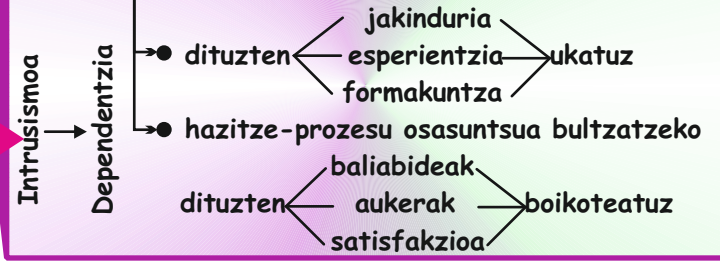 Intrusismoa
Dependentzia
dituzten
jakinduria
esperientzia
formakuntza
ukatuz
hazitze-prozesu osasuntsua bultzatzeko
dituzten
baliabideak
aukerak
satisfakzioa
boikoteatuz